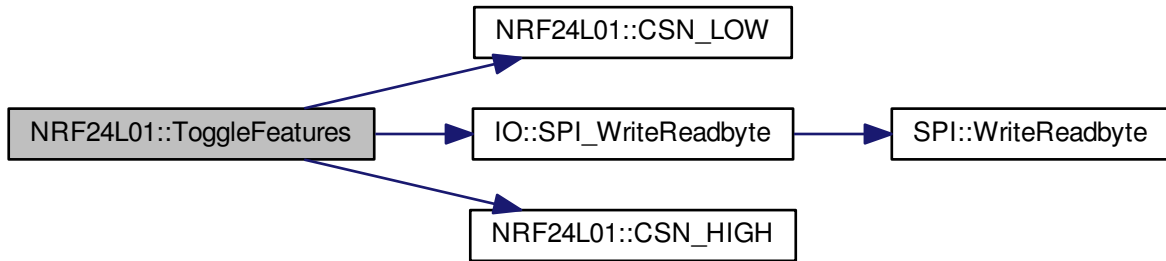 NRF24L01::CSN_LOW
NRF24L01::ToggleFeatures
IO::SPI_WriteReadbyte
SPI::WriteReadbyte
NRF24L01::CSN_HIGH